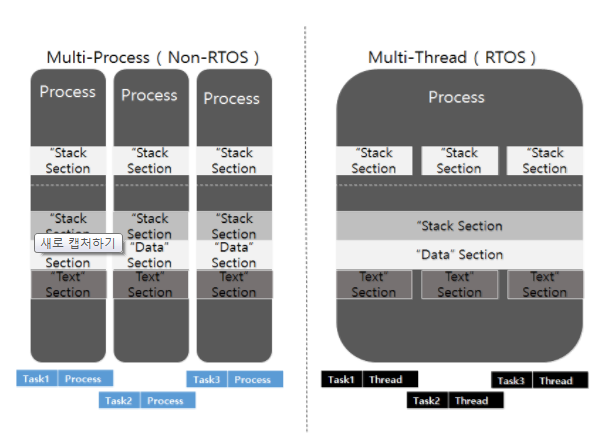 Multi-Process ( Non-RTOS )
Process
Process
Process
"Stack
Section
"Stack
Section
"Stack
Section
"Stack
Section
"Stack
Section
"Stack
Section
새로 캡처하기
Section
"Data"
Section
"Data"
Section
"Text"
Section
"Text"
Section
"Text"
Section
Task1 Process
Task2 Process
Task3 Process
Multi-Thread ( RTOS )
Process
"Stack
Section
"Stack
Section
"Stack
Section
"Stack Section
"Data" Section
Text"
Section
Text"
Section
Text"
Section
Task1 Thread
Task2 Thread
Task3 Thread